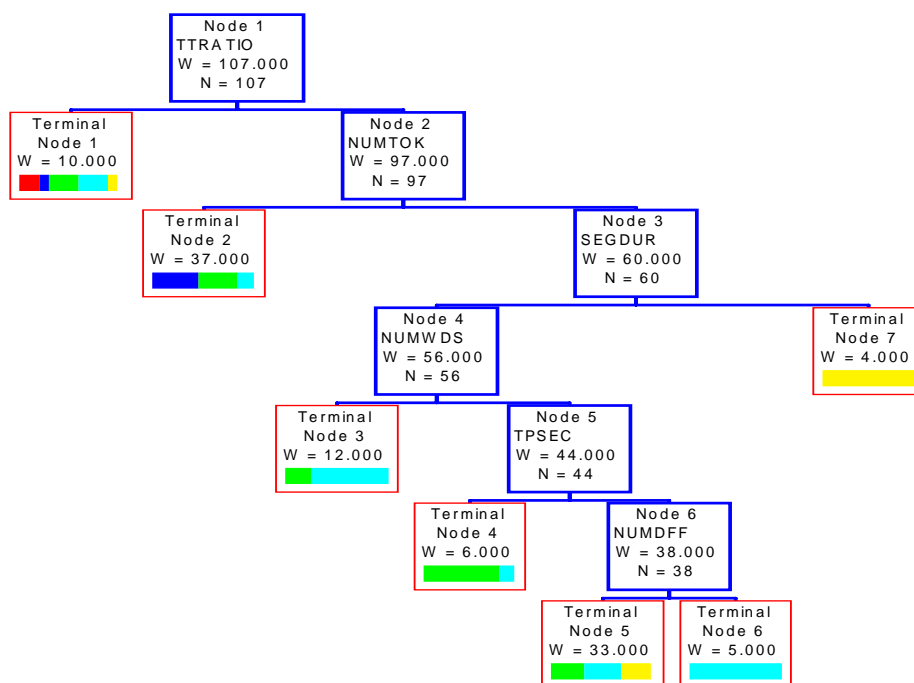 Node 1
TTRATIO
W = 107.000
N = 107
Terminal
Node 1
W = 10.000
Node 2
NUMTOK
W = 97.000
N = 97
Terminal
Node 2
W = 37.000
Node 3
SEGDUR
W = 60.000
N = 60
Node 4
NUMWDS
W = 56.000
N = 56
Terminal
Node 7
W = 4.000
Terminal
Node 3
W = 12.000
Node 5
TPSEC
W = 44.000
N = 44
Terminal
Node 4
W = 6.000
Node 6
NUMDFF
W = 38.000
N = 38
Terminal
Node 5
W = 33.000
Terminal
Node 6
W = 5.000